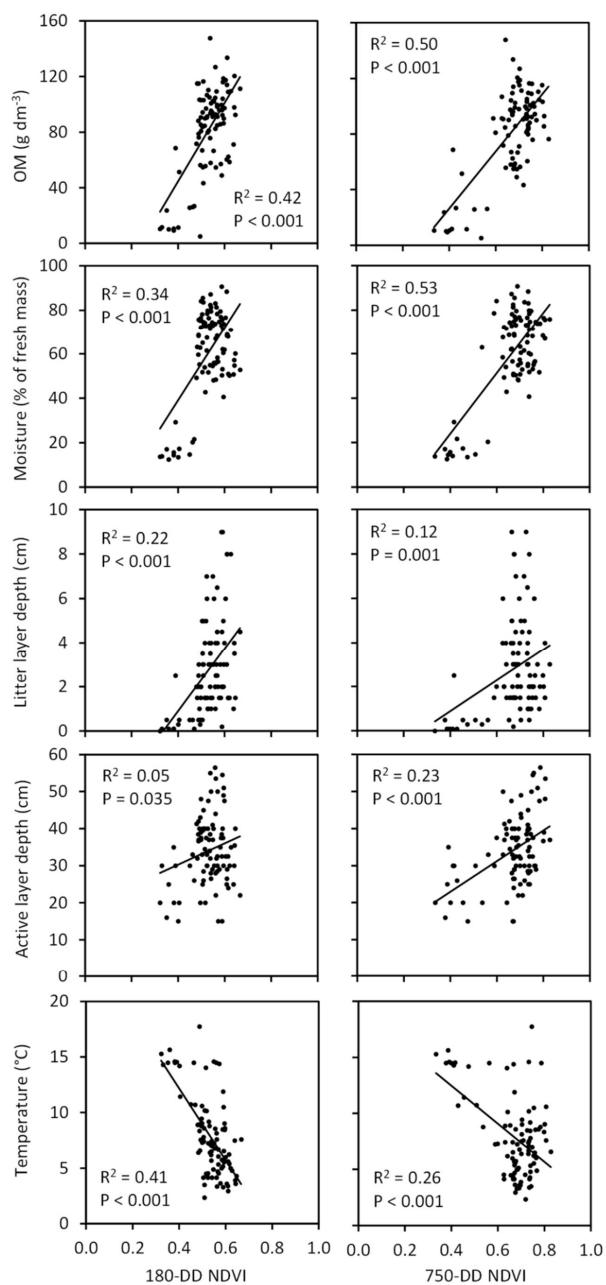 160
120
80
40
0
OM (g dm-3)
R2 = 0.42
P < 0.001
R2 = 0.50
P < 0.001
100
80
60
40
20
0
Moisture (% of fresh mass)
R2 = 0.34
P < 0.001
R2 = 0.53
P < 0.001
10
8
6
4
2
0
Litter layer depth (cm)
R2 = 0.22
P < 0.001
R2 = 0.12
P = 0.001
60
50
40
30
20
10
0
Active layer depth (cm)
R2 = 0.05
P = 0.035
R2 = 0.23
P < 0.001
20
15
10
5
0
Temperature (°C)
R2 = 0.41
P < 0.001
R2 = 0.26
P < 0.001
0.0 0.2 0.4 0.6 0.8 1.0
180-DD NDVI
0.0 0.2 0.4 0.6 0.8 1.0
750-DD NDVI